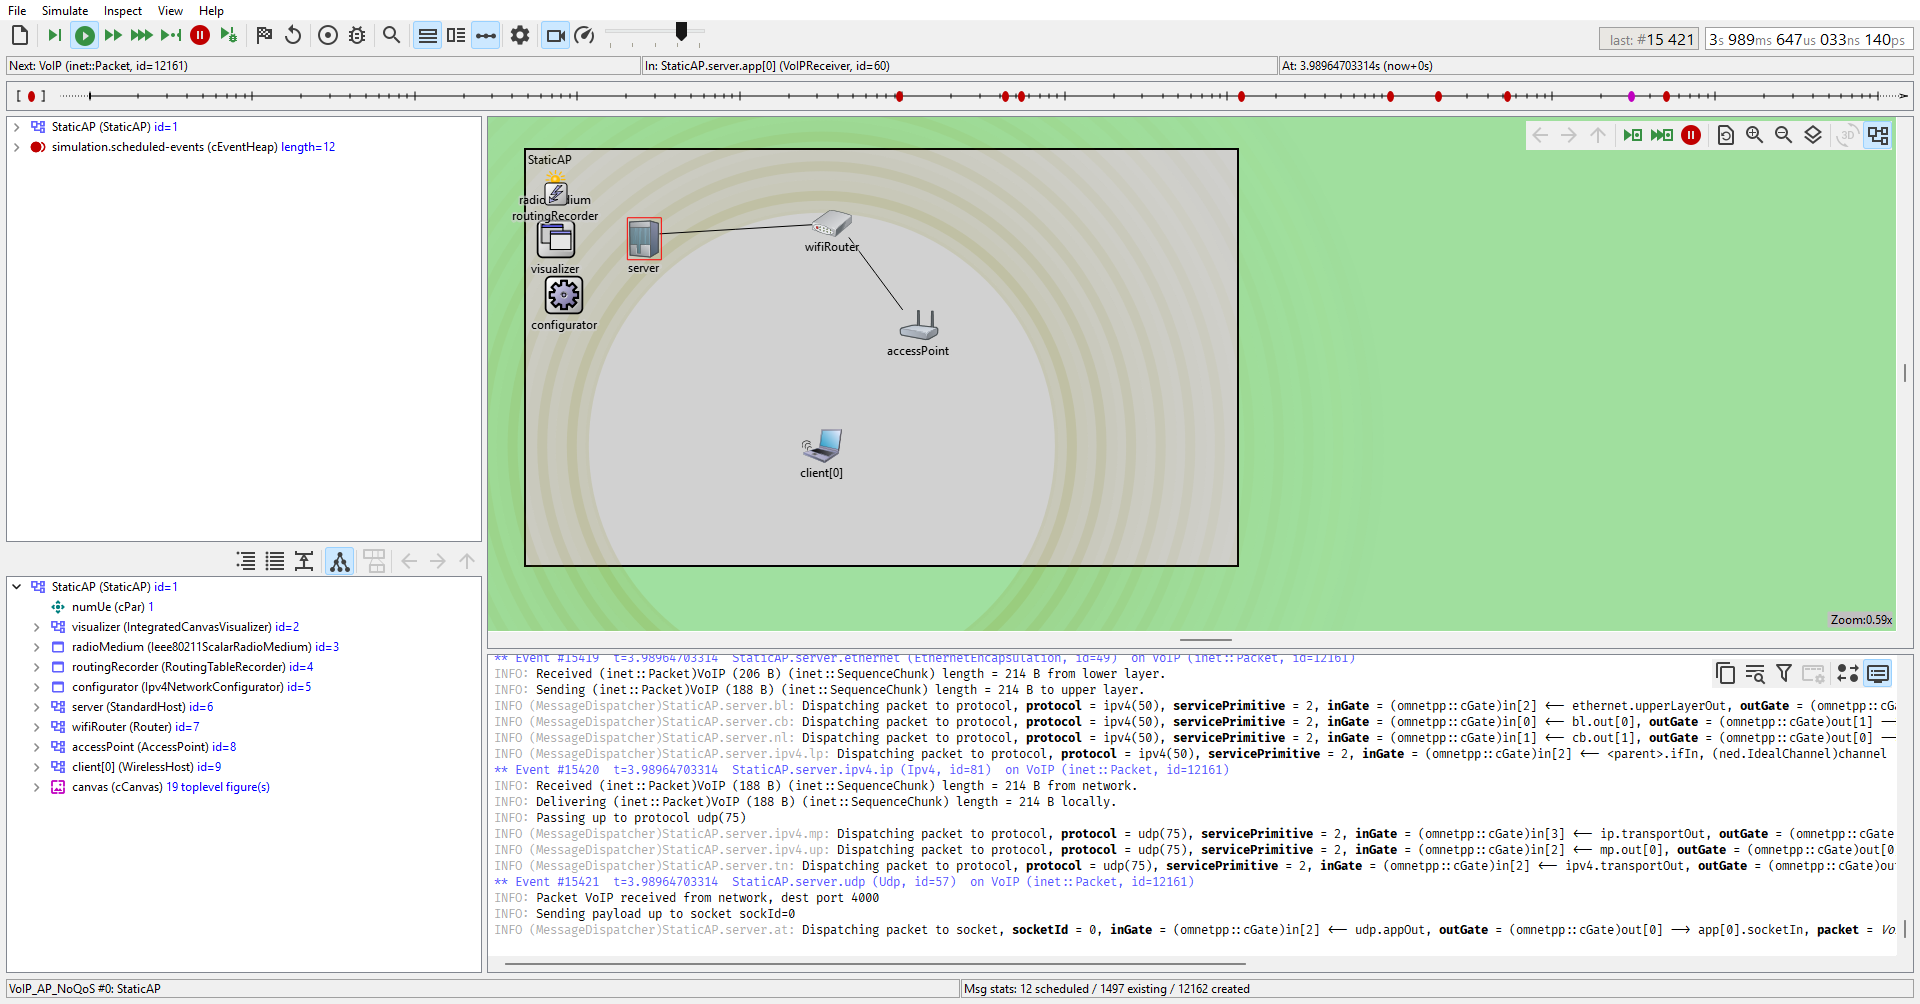 File Simulate Inspect View Help
last: #15 421 3s 989ms 647us 033ns 140ps
Next: VoIP (inet::Packet, id=12161) In: StaticAP.server.app[0] (VoIPReceiver, id=60) At: 3.98964703314s (now+0s)
StaticAP (StaticAP) id=1
simulation.scheduled-events (cEventHeap) length=12
3D
StaticAP
routingRecorder
visualizer
configurator
server
wifiRouter
accessPoint
client[0]
Zoom:0.59x
StaticAP (StaticAP) id=1
numUe (cPar) 1
visualizer (IntegratedCanvasVisualizer) id=2
radioMedium (Ieee80211ScalarRadioMedium) id=3
routingRecorder (RoutingTableRecorder) id=4
configurator (Ipv4NetworkConfigurator) id=5
server (StandardHost) id=6
wifiRouter (Router) id=7
accessPoint (AccessPoint) id=8
client[0] (WirelessHost) id=9
canvas (cCanvas) 19 toplevel figure(s)
** Event #15419 t=3.98964703314 StaticAP.server.ethernet (EthernetEncapsulation, id=49) on VoIP (inet::Packet, id=12161)
INFO: Received (inet::Packet)VoIP (206 B) (inet::SequenceChunk) length = 214 B from lower layer.
INFO: Sending (inet::Packet)VoIP (188 B) (inet::SequenceChunk) length = 214 B to upper layer.
INFO (MessageDispatcher)StaticAP.server.bl: Dispatching packet to protocol, protocol = ipv4(50), servicePrimitive = 2, inGate = (omnetpp::cGate)in[2] <-- ethernet.upperLayerOut, outGate = (omnetpp::cGa
INFO (MessageDispatcher)StaticAP.server.cb: Dispatching packet to protocol, protocol = ipv4(50), servicePrimitive = 2, inGate = (omnetpp::cGate)in[0] <-- bl.out[0], outGate = (omnetpp::cGate)out[1] --
INFO (MessageDispatcher)StaticAP.server.nl: Dispatching packet to protocol, protocol = ipv4(50), servicePrimitive = 2, inGate = (omnetpp::cGate)in[1] <-- cb.out[1], outGate = (omnetpp::cGate)out[0] --
INFO (MessageDispatcher)StaticAP.server.ipv4.lp: Dispatching packet to protocol, protocol = ipv4(50), servicePrimitive = 2, inGate = (omnetpp::cGate)in[2] <-- <parent>.ifIn, (ned.IdealChannel)channel
** Event #15420 t=3.98964703314 StaticAP.server.ipv4.ip (Ipv4, id=81) on VoIP (inet::Packet, id=12161)
INFO: Received (inet::Packet)VoIP (188 B) (inet::SequenceChunk) length = 214 B from network.
INFO: Delivering (inet::Packet)VoIP (188 B) (inet::SequenceChunk) length = 214 B locally.
INFO: Passing up to protocol udp(75)
INFO (MessageDispatcher)StaticAP.server.ipv4.mp: Dispatching packet to protocol, protocol = udp(75), servicePrimitive = 2, inGate = (omnetpp::cGate)in[3] <-- ip.transportOut, outGate = (omnetpp::cGate
INFO (MessageDispatcher)StaticAP.server.ipv4.up: Dispatching packet to protocol, protocol = udp(75), servicePrimitive = 2, inGate = (omnetpp::cGate)in[2] <-- mp.out[0], outGate = (omnetpp::cGate)out[0
INFO (MessageDispatcher)StaticAP.server.tn: Dispatching packet to protocol, protocol = udp(75), servicePrimitive = 2, inGate = (omnetpp::cGate)in[2] <-- ipv4.transportOut, outGate = (omnetpp::cGate)ou
** Event #15421 t=3.98964703314 StaticAP.server.udp (Udp, id=57) on VoIP (inet::Packet, id=12161)
INFO: Packet VoIP received from network, dest port 4000
INFO: Sending payload up to socket sockId=0
INFO (MessageDispatcher)StaticAP.server.at: Dispatching packet to socket, socketId = 0, inGate = (omnetpp::cGate)in[2] <-- udp.appOut, outGate = (omnetpp::cGate)out[0] --> app[0].socketIn, packet = Vo
VoIP_AP_NoQoS #0: StaticAP Msg stats: 12 scheduled / 1497 existing / 12162 created